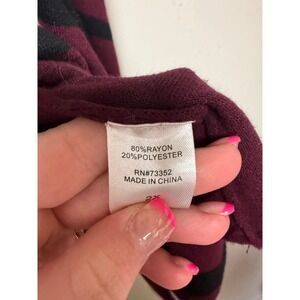 80%RAYON
20%POLYESTER
RN#73352
MADE IN CHINA